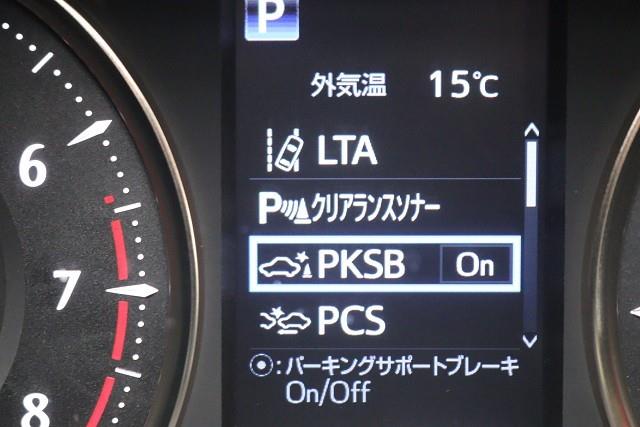 P
外気温 15℃
LTA
P クリアランスソナー
PKSB On
PCS
⦿:パーキングサポートブレーキ
On/Off
6
7
8